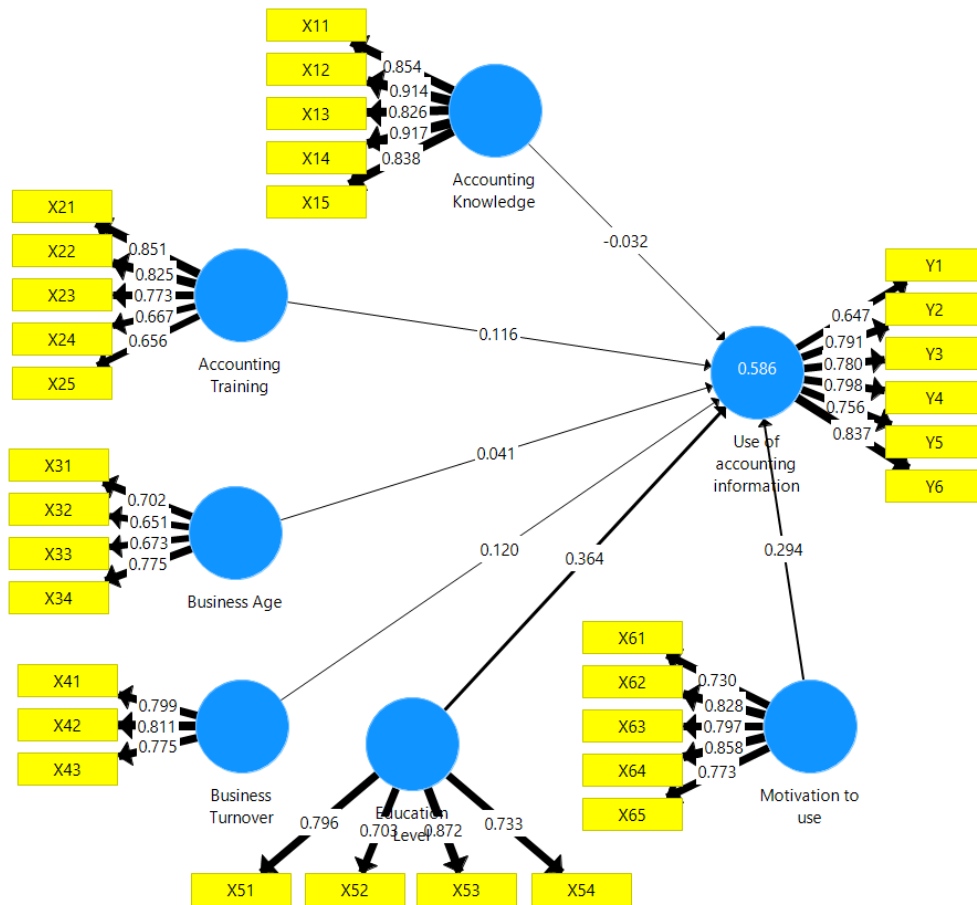 X11
X12
X13
X14
X15
0.854
0.914
0.826
0.917
0.838
Accounting
Knowledge
-0.032
X21
X22
X23
X24
X25
0.851
0.825
0.773
0.667
0.656
Accounting
Training
0.116
Y1
Y2
Y3
Y4
Y5
Y6
0.647
0.791
0.780
0.798
0.756
0.837
0.586
Use of
accounting
information
X31
X32
X33
X34
0.702
0.651
0.673
0.775
Business Age
0.041
0.120
0.364
0.294
X41
X42
X43
0.799
0.811
0.775
Business
Turnover
Education
Level
0.796
0.703
0.872
0.733
X51
X52
X53
X54
X61
X62
X63
X64
X65
0.730
0.828
0.797
0.858
0.773
Motivation to
use